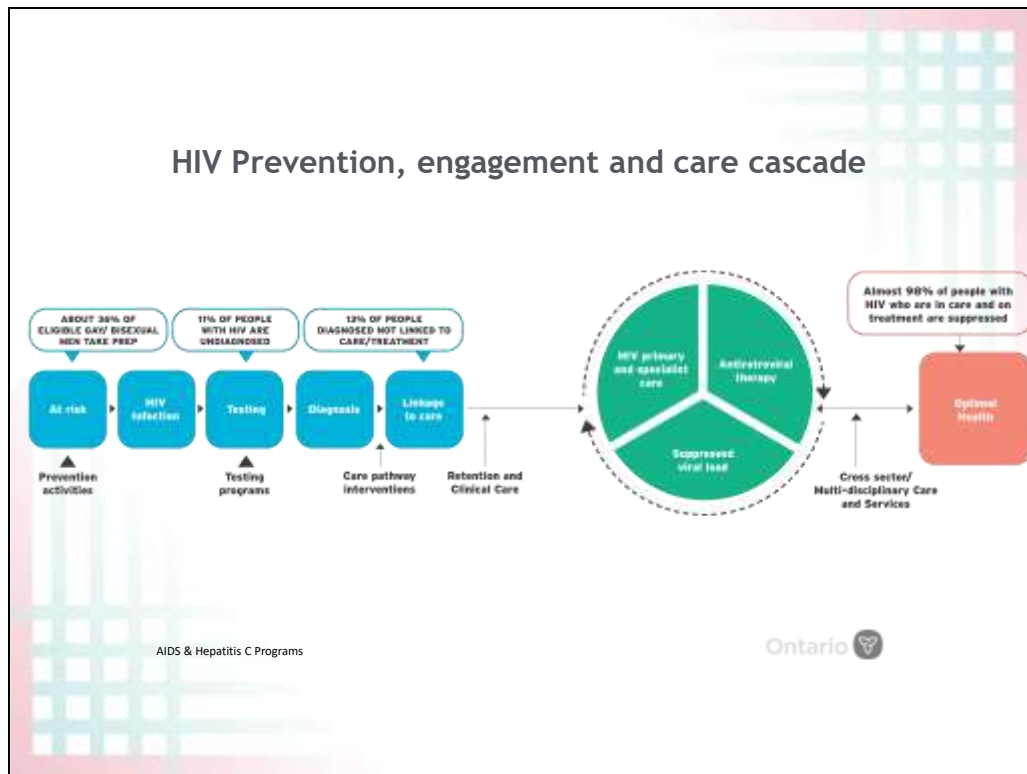 HIV Prevention, engagement and care cascade
ABOUT 36% OF
ELIGIBLE GAY/ BISEXUAL
MEN TAKE PREP
11% OF PEOPLE
WITH HIV ARE
UNDIAGNOSED
13% OF PEOPLE
DIAGNOSED NOT LINKED TO
CARE/TREATMENT
Almost 98% of people with
HIV who are in care and on
treatment are suppressed
At risk
HIV
Infection
Testing
Diagnosis
Linkage
to care
HIV primary
and specialist
care
Antiretroviral
therapy
Suppressed
viral load
Optimal
Health
Prevention
activities
Testing
programs
Care pathway
interventions
Retention and
Clinical Care
Cross sector/
Multi-disciplinary Care
and Services
AIDS & Hepatitis C Programs
Ontario